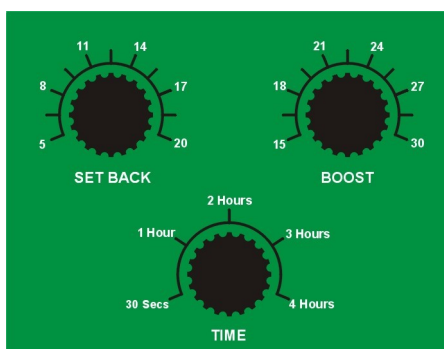 11 14
8 17
5 20
SET BACK
21 24
18 27
15 30
BOOST
2 Hours
1 Hour 3 Hours
30 Secs 4 Hours
TIME